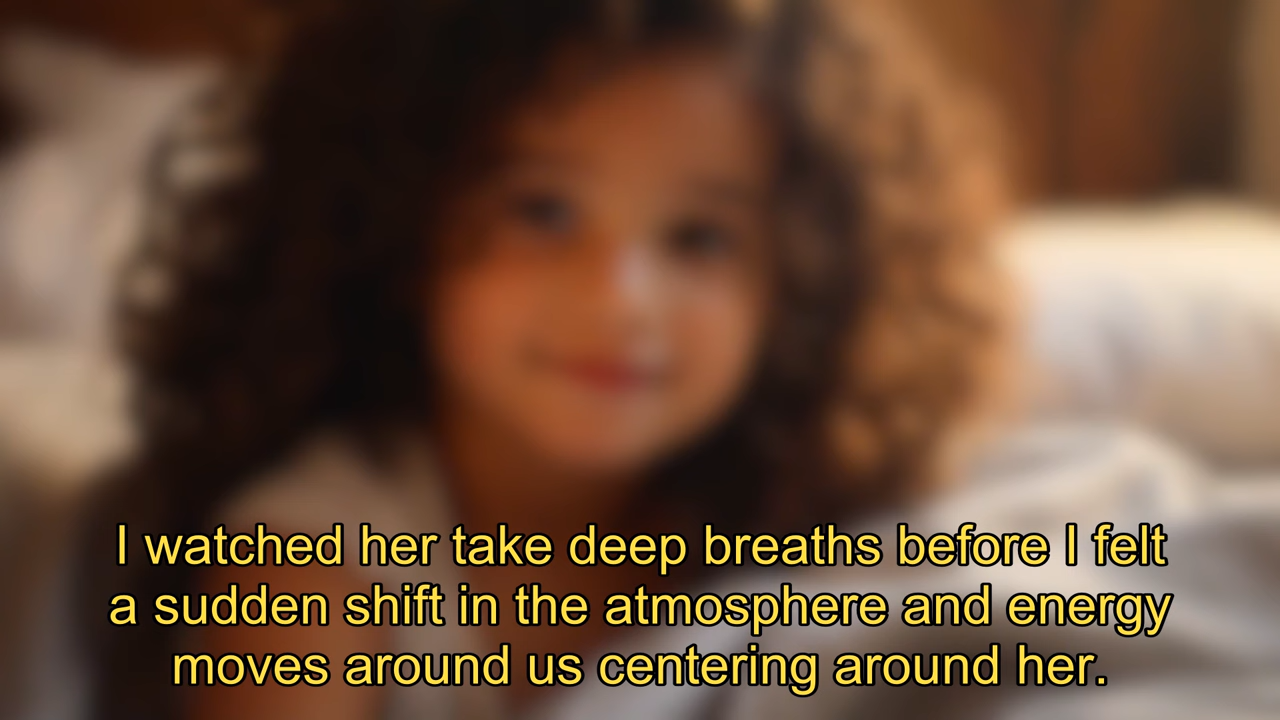 I watched her take deep breaths before I felt
a sudden shift in the atmosphere and energy
moves around us centering around her.